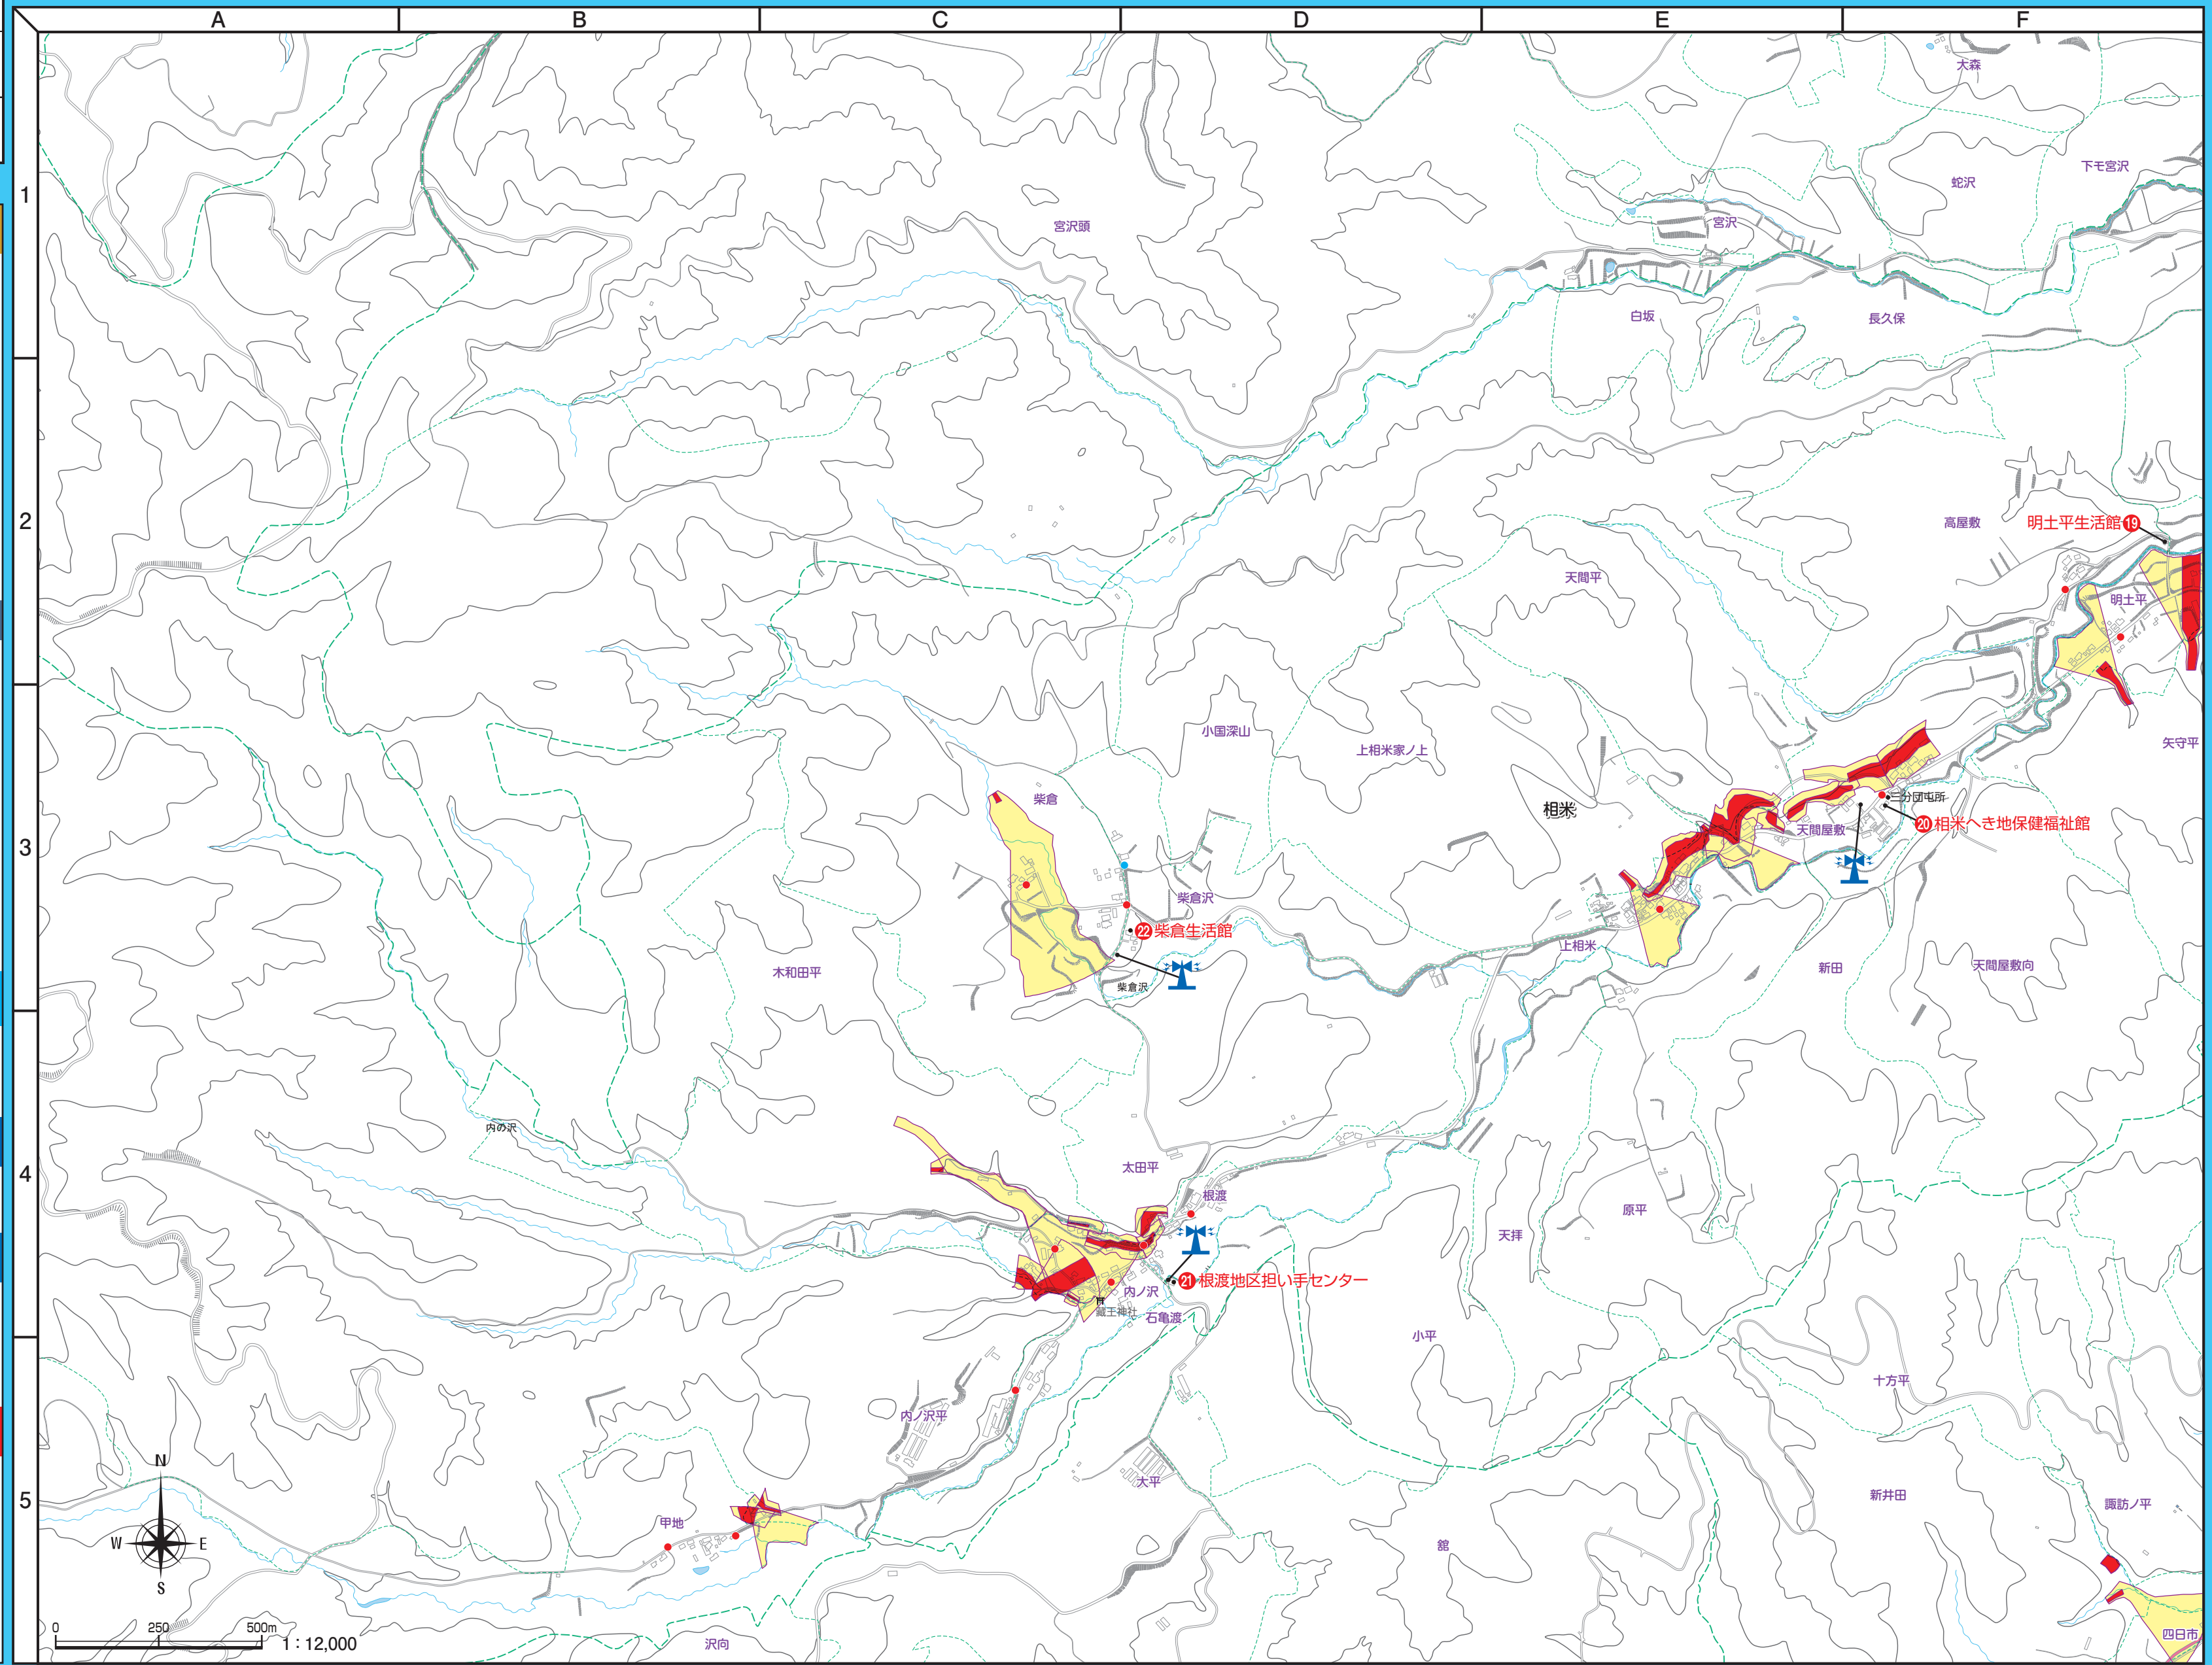 A
B
C
D
E
F
大森
1
下モ宮沢
蛇沢
宮沢
宮沢頭
白坂
長久保
2
高屋敷
明土平生活館⑲
天間平
明土平
小国深山
上相米家ノ上
矢守平
柴倉
相米
三分団屯所
⑳相米へき地保健福祉館
天間屋敷
3
柴倉沢
㉒柴倉生活館
上相米
新田
天間屋敷向
木和田平
柴倉沢
内の沢
太田平
4
根渡
原平
天拝
㉑根渡地区担い手センター
内ノ沢
蔵王神社
石亀渡
小平
十方平
内ノ沢平
大平
N
5
新井田
諏訪ノ平
甲地
W
E
舘
S
0
250
500m
1：12,000
沢向
四日市